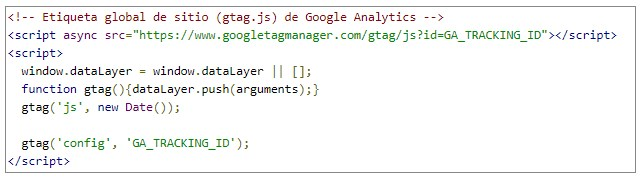 <!-- Etiqueta global de sitio (gtag.js) de Google Analytics -->
<script async src="https://www.googletagmanager.com/gtag/js?id=GA_TRACKING_ID"></script>
<script>
  window.dataLayer = window.dataLayer || [];
  function gtag(){dataLayer.push(arguments);}
  gtag('js', new Date());

  gtag('config', 'GA_TRACKING_ID');
</script>